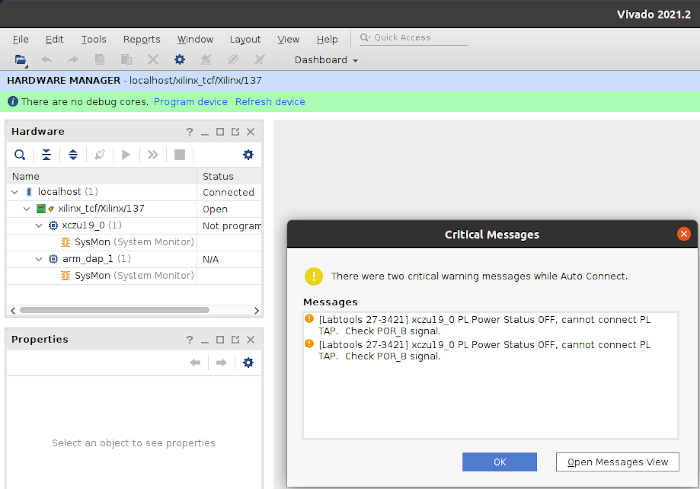 Vivado 2021.2
File Edit Tools Reports Window Layout View Help Quick Access
Dashboard
HARDWARE MANAGER - localhost/xilinx_tcf/Xilinx/137
There are no debug cores. Program device Refresh device
Hardware
Name Status
localhost (1) Connected
xilinx_tcf/Xilinx/137 Open
xczu19_0 (1) Not program
SysMon (System Monitor)
arm_dap_1 (1) N/A
SysMon (System Monitor)
Properties
Select an object to see properties
Critical Messages
There were two critical warning messages while Auto Connect.
Messages
[Labtools 27-3421] xczu19_0 PL Power Status OFF, cannot connect PL
TAP. Check POR_B signal.
[Labtools 27-3421] xczu19_0 PL Power Status OFF, cannot connect PL
TAP. Check POR_B signal.
OK Open Messages View